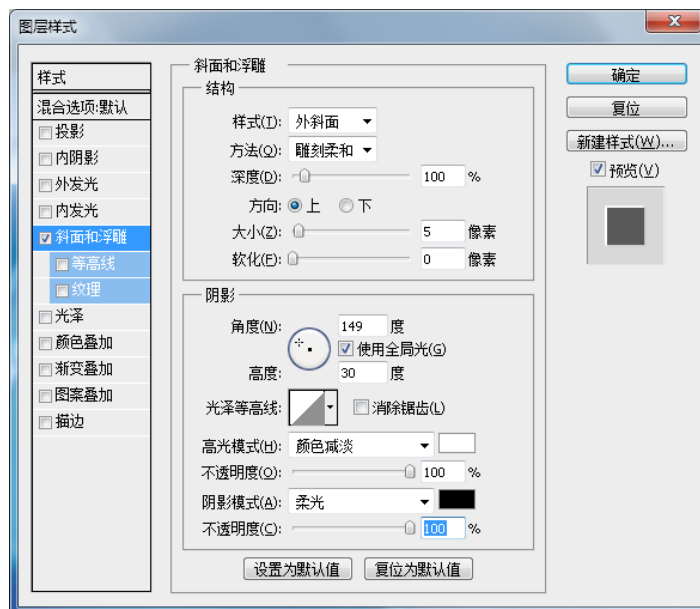 图层样式
样式
混合选项:默认
投影
内阴影
外发光
内发光
斜面和浮雕
等高线
纹理
光泽
颜色叠加
渐变叠加
图案叠加
描边
斜面和浮雕
结构
样式(T): 外斜面
方法(Q): 雕刻柔和
深度(D): 100 %
方向: 上 下
大小(Z): 5 像素
软化(F): 0 像素
阴影
角度(N): 149 度
使用全局光(G)
高度: 30 度
光泽等高线: 消除锯齿(L)
高光模式(H): 颜色减淡
不透明度(O): 100 %
阴影模式(A): 柔光
不透明度(C): 100 %
设置为默认值 复位为默认值
确定
复位
新建样式(W)...
预览(V)